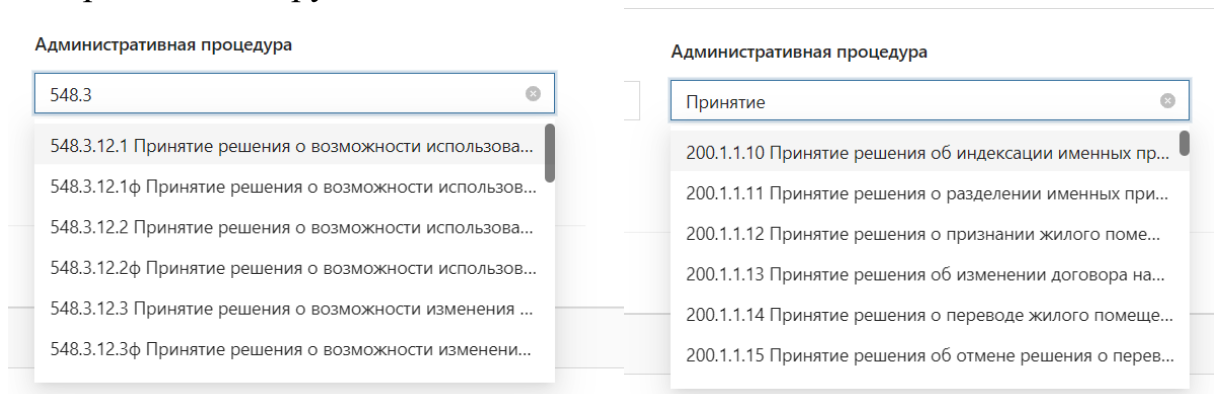 Административная процедура
548.3
548.3.12.1 Принятие решения о возможности использова...
548.3.12.1ф Принятие решения о возможности использов...
548.3.12.2 Принятие решения о возможности использова...
548.3.12.2ф Принятие решения о возможности использов...
548.3.12.3 Принятие решения о возможности изменения ...
548.3.12.3ф Принятие решения о возможности изменени...
Административная процедура
Принятие
200.1.1.10 Принятие решения об индексации именных пр...
200.1.1.11 Принятие решения о разделении именных при...
200.1.1.12 Принятие решения о признании жилого поме...
200.1.1.13 Принятие решения об изменении договора на...
200.1.1.14 Принятие решения о переводе жилого помеще...
200.1.1.15 Принятие решения об отмене решения о перев...